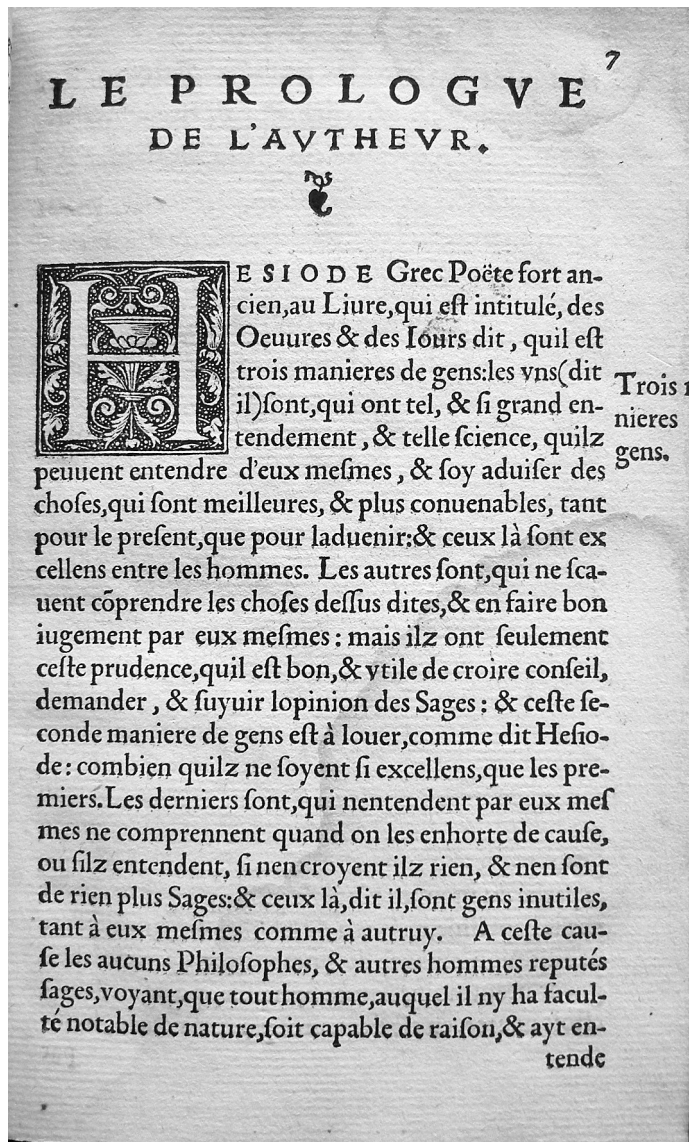 7
LE PROLOGVE
DE L'AVTHEVR.
HESIODE Grec Poëte fort an-
cien,au Liure,qui eſt intitulé, des
Oeuures & des Iours dit , quil eſt
trois manieres de gens:les vns(dit
il)ſont,qui ont tel, & ſi grand en-
tendement , & telle ſcience, quilz
peuuent entendre d'eux meſmes , & ſoy aduiſer des
choſes,qui ſont meilleures, & plus conuenables, tant
pour le preſent,que pour laduenir:& ceux là ſont ex
cellens entre les hommes. Les autres ſont,qui ne ſca-
uent cõprendre les choſes deſſus dites,& en faire bon
iugement par eux meſmes : mais ilz ont ſeulement
ceſte prudence,quil eſt bon,& vtile de croire conſeil,
demander , & ſuyuir lopinion des Sages : & ceſte ſe-
conde maniere de gens eſt à louer,comme dit Heſio-
de: combien quilz ne ſoyent ſi excellens,que les pre-
miers.Les derniers ſont,qui nentendent par eux meſ
mes ne comprennent quand on les enhorte de cauſe,
ou ſilz entendent, ſi nen croyent ilz rien, & nen ſont
de rien plus Sages:& ceux là,dit il,ſont gens inutiles,
tant à eux meſmes comme à autruy. A ceſte cau-
ſe les aucuns Philoſophes, & autres hommes reputés
ſages,voyant,que tout homme,auquel il ny ha facul-
té notable de nature,ſoit capable de raiſon,& ayt en-
tende
Trois
nieres
gens.